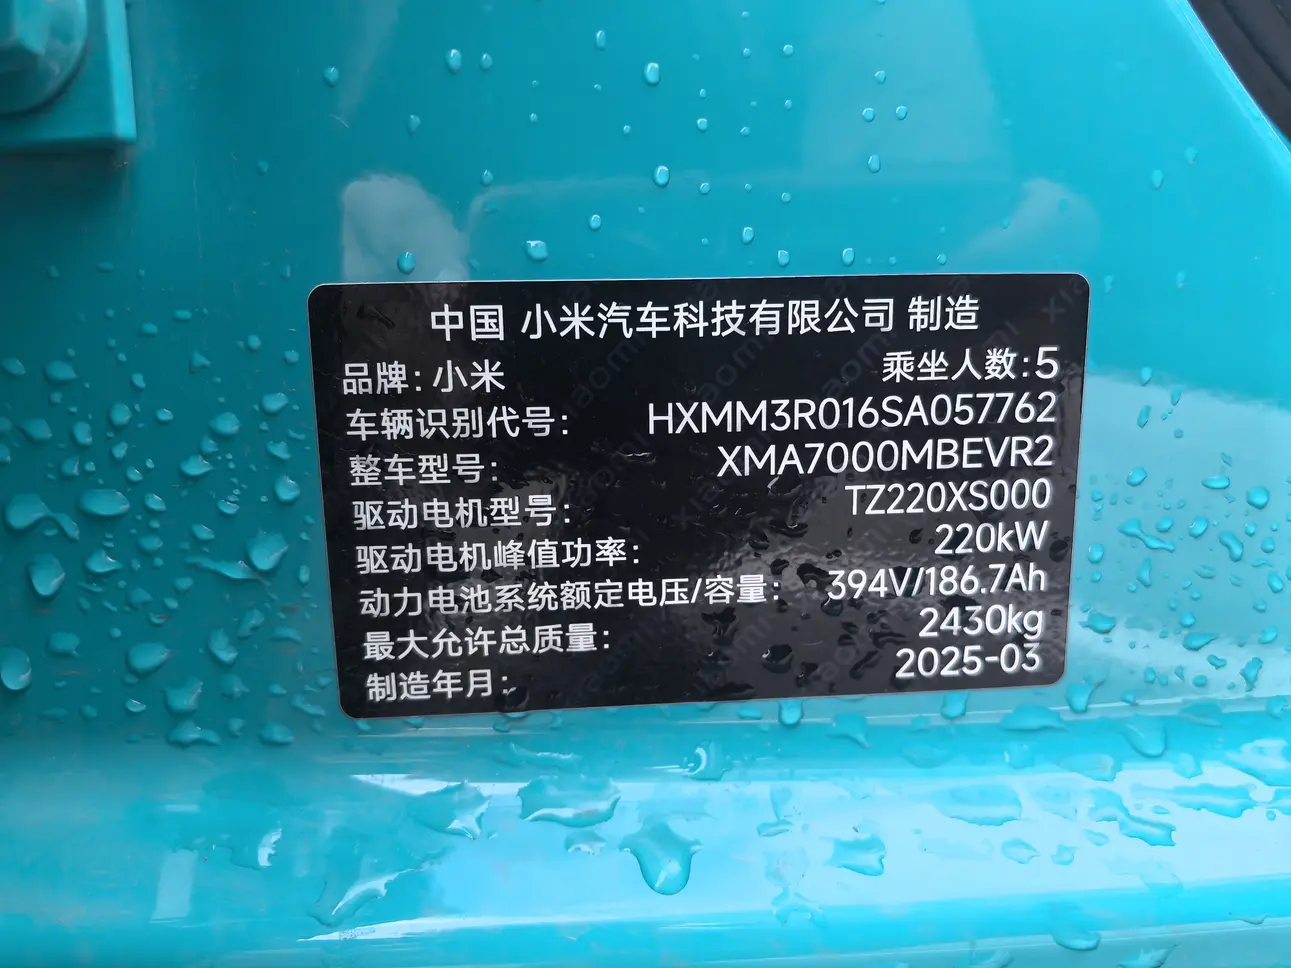 中国 小米汽车科技有限公司 制造
品牌: 小米 乘坐人数: 5
车辆识别代号: HXMM3R016SA057762
整车型号: XMA7000MBEVR2
驱动电机型号: TZ220XS000
驱动电机峰值功率: 220kW
动力电池系统额定电压/容量: 394V/186.7Ah
最大允许总质量: 2430kg
制造年月: 2025-03